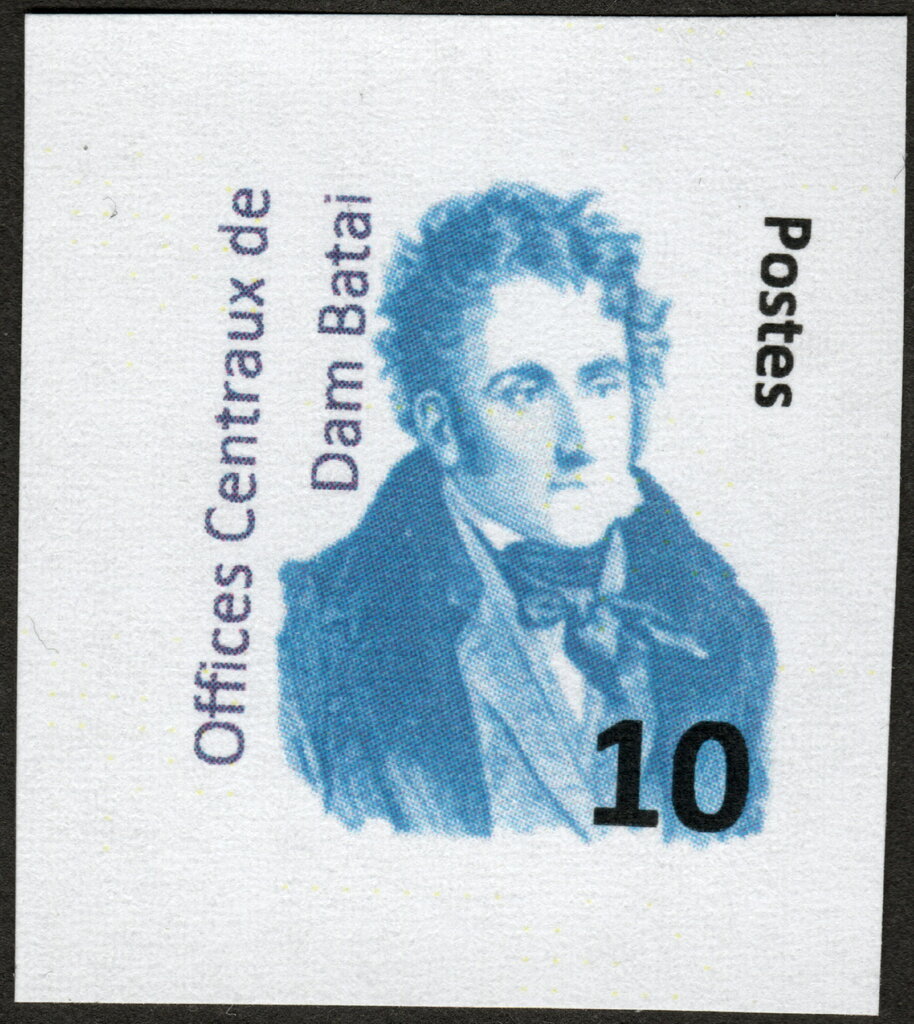 Offices Centraux de
Dam Batai
Postes
10